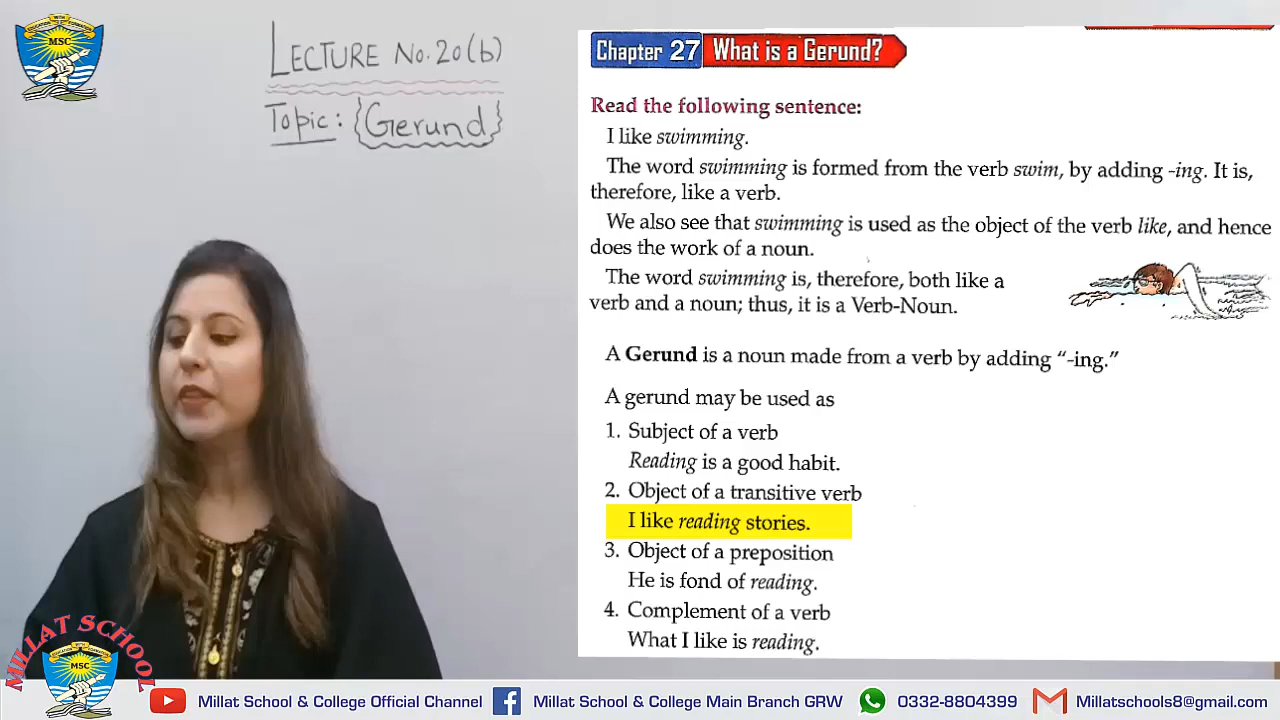 MSC
LECTURE No. 20(b)
Topic: {Gerund}
Chapter 27 What is a Gerund?
Read the following sentence:
I like swimming.
The word swimming is formed from the verb swim, by adding -ing. It is,
therefore, like a verb.
We also see that swimming is used as the object of the verb like, and hence
does the work of a noun.
The word swimming is, therefore, both like a
verb and a noun; thus, it is a Verb-Noun.
A Gerund is a noun made from a verb by adding “-ing.”
A gerund may be used as
1. Subject of a verb
Reading is a good habit.
2. Object of a transitive verb
I like reading stories.
3. Object of a preposition
He is fond of reading.
4. Complement of a verb
What I like is reading.
MILLAT SCHOOL
MSC
Millat School & College Official Channel
Millat School & College Main Branch GRW
0332-8804399
Millatschools8@gmail.com